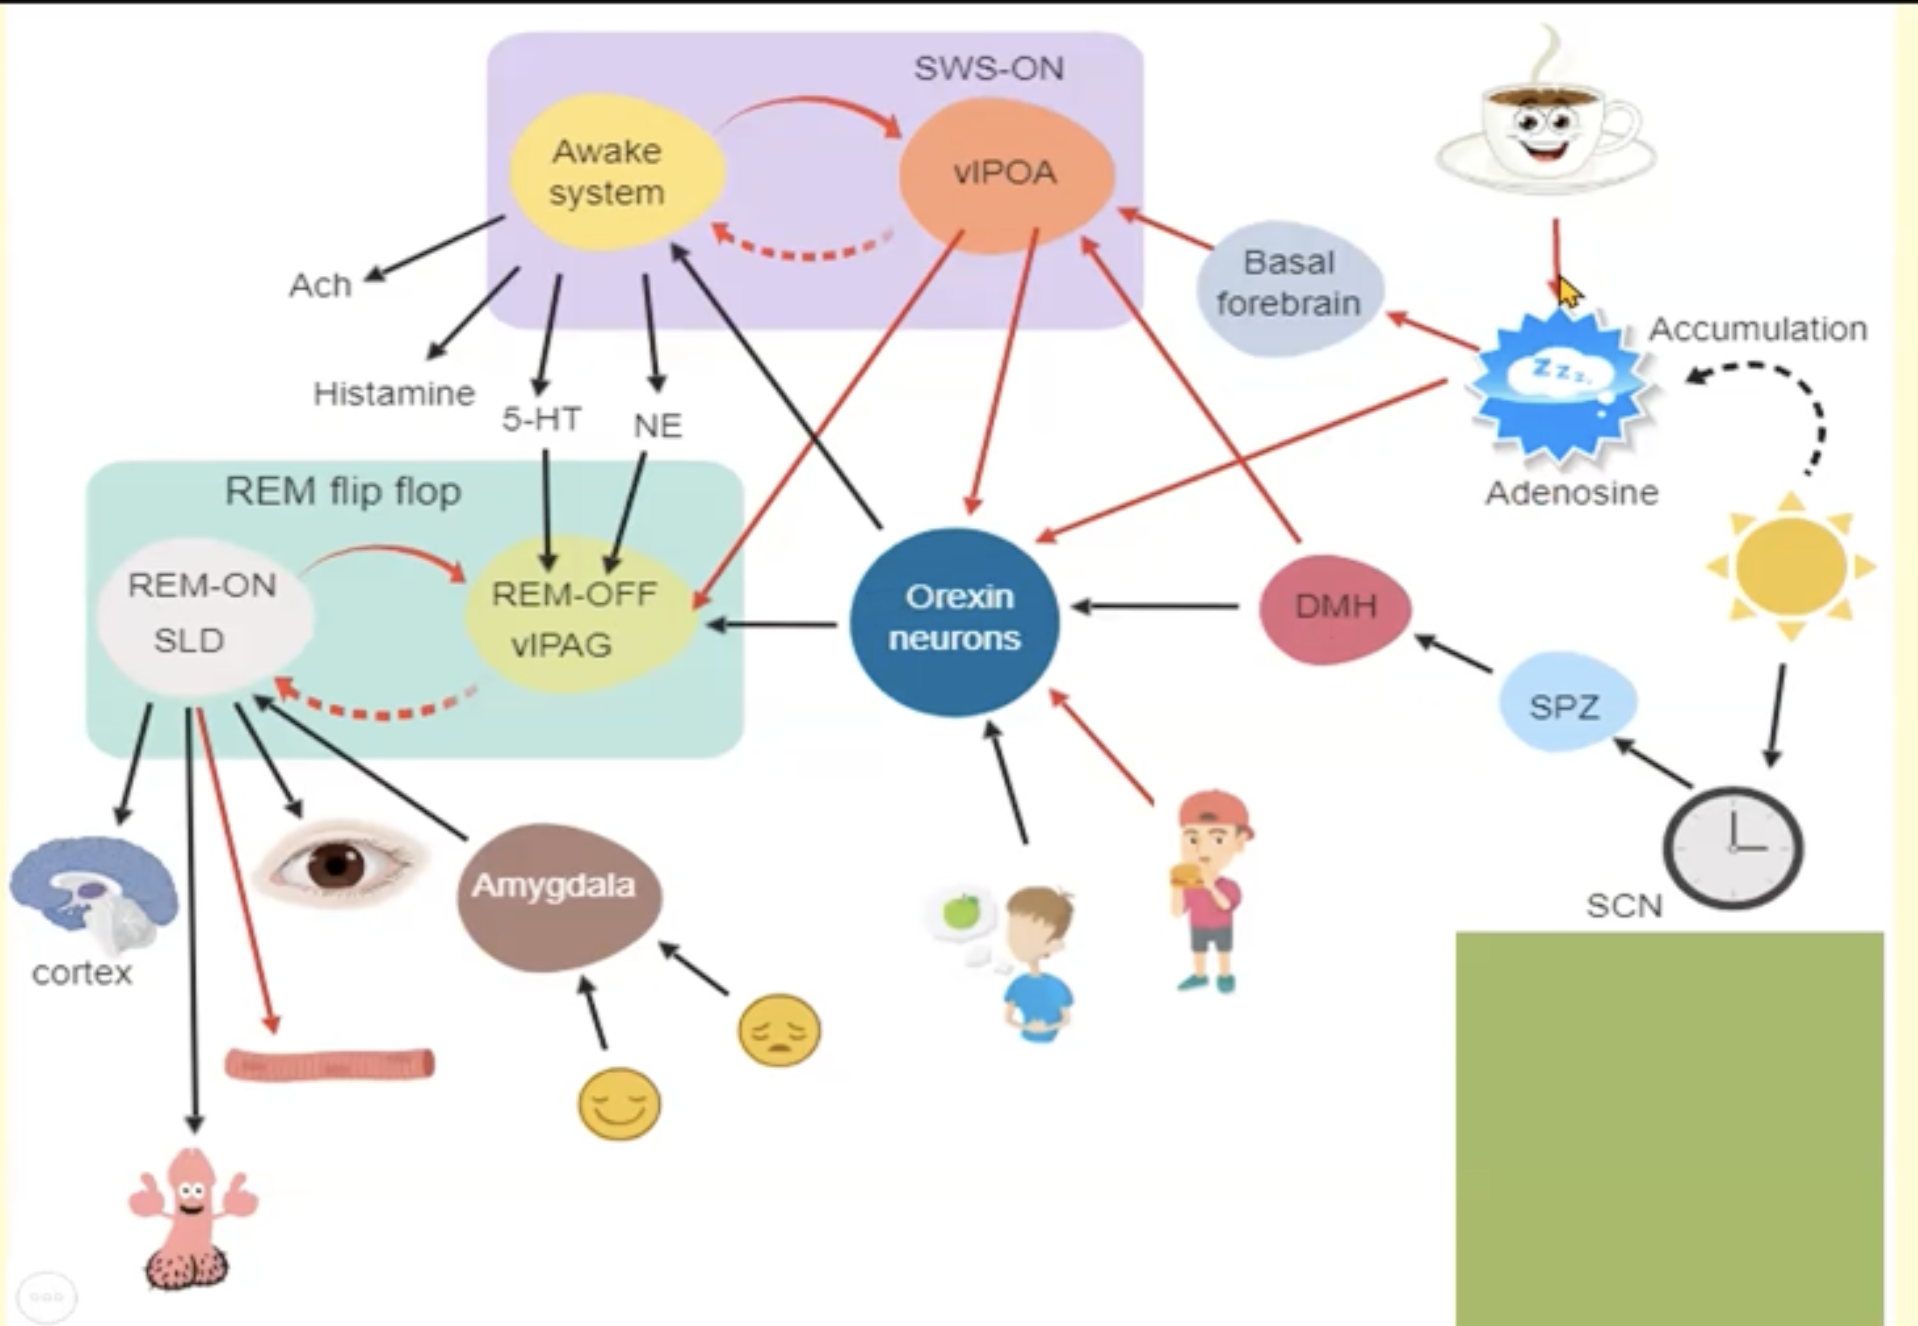 SWS-ON
Awake
system
vlPOA
Basal
forebrain
Ach
Accumulation
Zzz.
Histamine
5-HT
NE
REM flip flop
Adenosine
REM-ON
SLD
REM-OFF
vlPAG
Orexin
neurons
DMH
SPZ
Amygdala
SCN
cortex